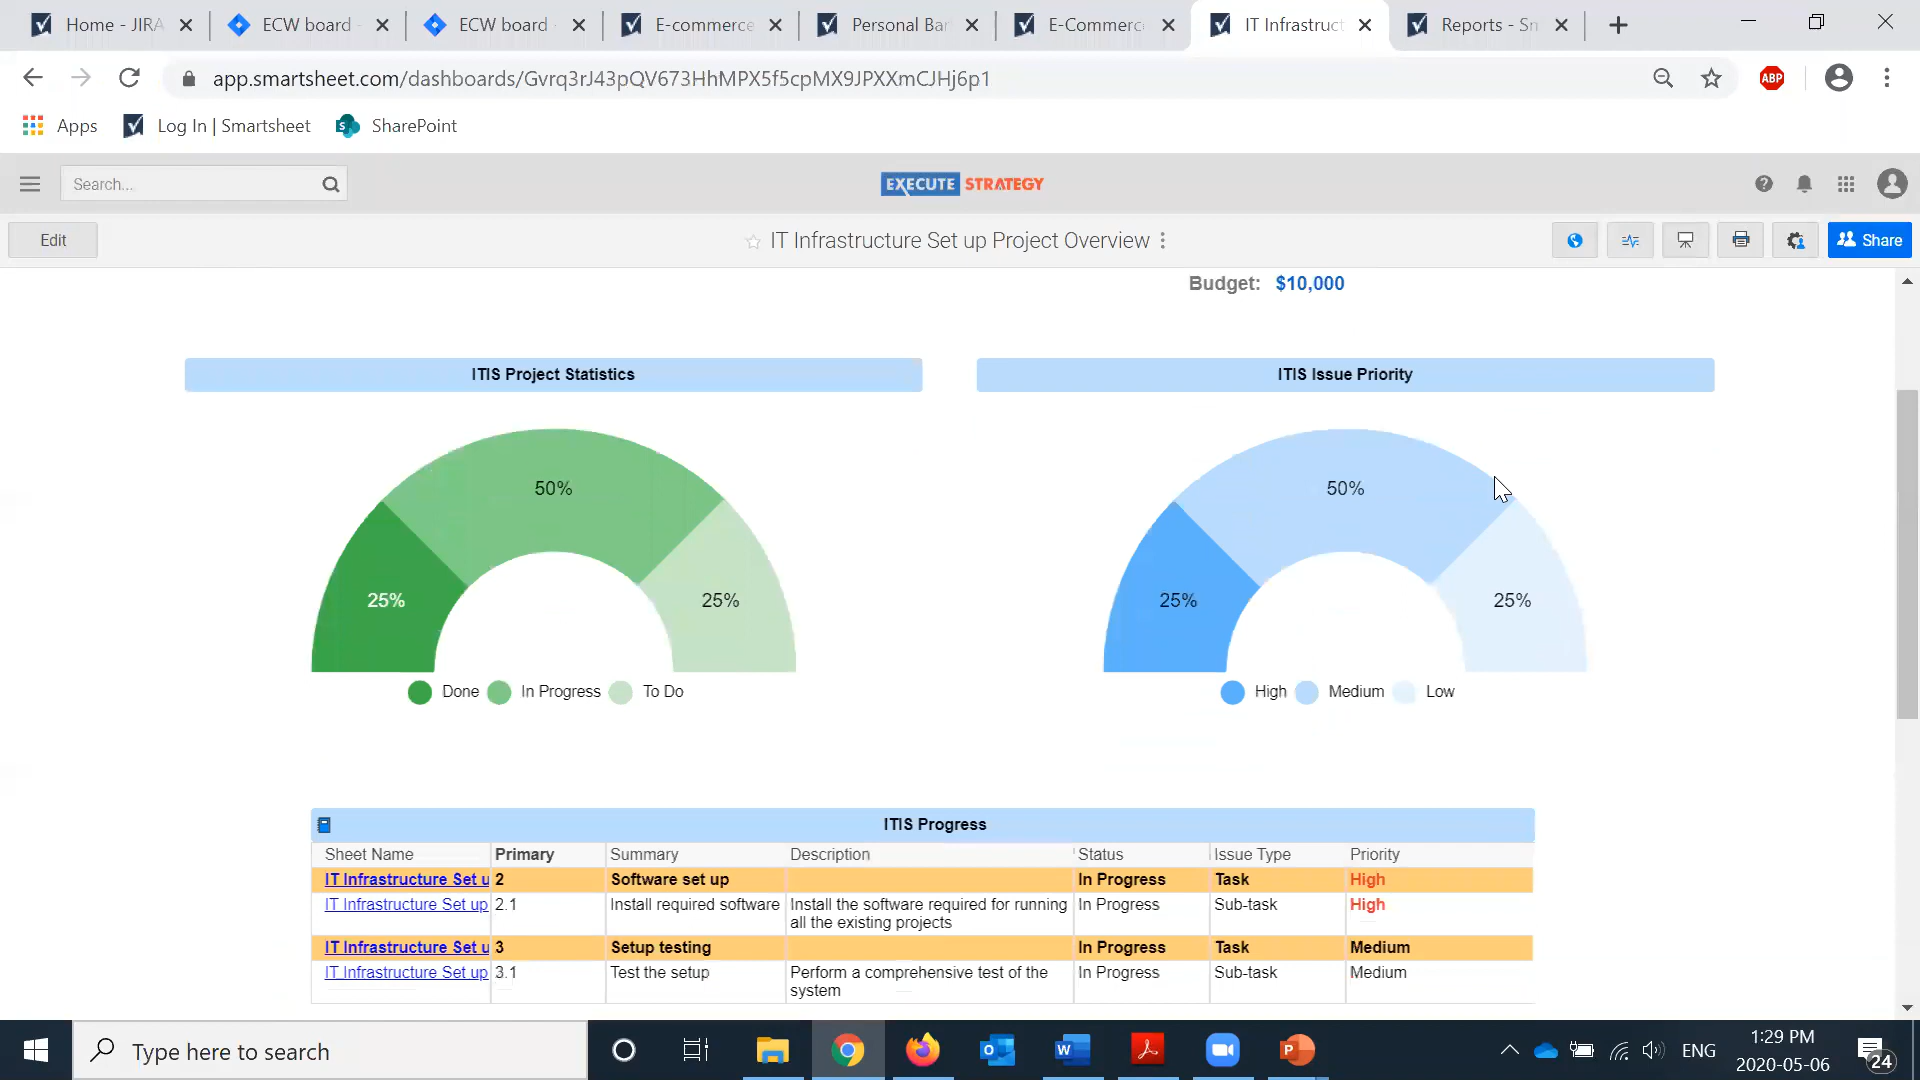 Home - JIRA
ECW board -
ECW board -
E-commerce
Personal Bar
E-Commerc
IT Infrastruct
Reports - Sm
app.smartsheet.com/dashboards/Gvrq3rJ43pQV673HhMPX5f5cpMX9JPXXmCJHj6p1
ABP
Apps
Log In | Smartsheet
SharePoint
Search...
EXECUTE STRATEGY
Edit
IT Infrastructure Set up Project Overview
Share
Budget: $10,000
ITIS Project Statistics
50%
25%
25%
Done
In Progress
To Do
ITIS Issue Priority
50%
25%
25%
High
Medium
Low
ITIS Progress
Sheet Name Primary Summary Description Status Issue Type Priority
IT Infrastructure Set u 2 Software set up In Progress Task High
IT Infrastructure Set up 2.1 Install required software Install the software required for running In Progress Sub-task High
all the existing projects
IT Infrastructure Set u 3 Setup testing In Progress Task Medium
IT Infrastructure Set up 3.1 Test the setup Perform a comprehensive test of the In Progress Sub-task Medium
system
Type here to search
ENG
1:29 PM
2020-05-06
24